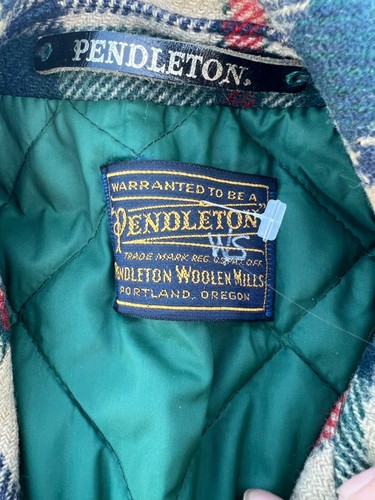 PENDLETON®
WARRANTED TO BE A
"PENDLETON"
WS
TRADE MARK REG. U.S. PAT. OFF.
PENDLETON WOOLEN MILLS
PORTLAND, OREGON